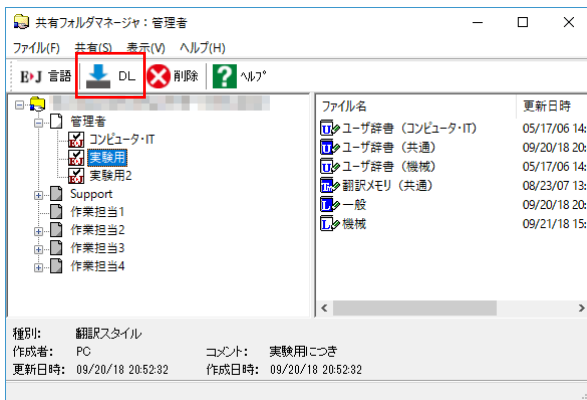 共有フォルダマネージャ：管理者
ファイル(F) 共有(S) 表示(V) ヘルプ(H)
E▸J 言語 DL 削除 ? ヘルプ
管理者
コンピュータ・IT
実験用
実験用2
Support
作業担当1
作業担当2
作業担当3
作業担当4
ファイル名 更新日時
ユーザ辞書（コンピュータ・IT） 05/17/06 14:
ユーザ辞書（共通） 09/20/18 20:
ユーザ辞書（機械） 05/17/06 14:
翻訳メモリ（共通） 08/23/07 13:
一般 09/20/18 20:
機械 09/21/18 15:
種別: 翻訳スタイル
作成者: PC コメント: 実験用につき
更新日時: 09/20/18 20:52:32 作成日時: 09/20/18 20:52:32